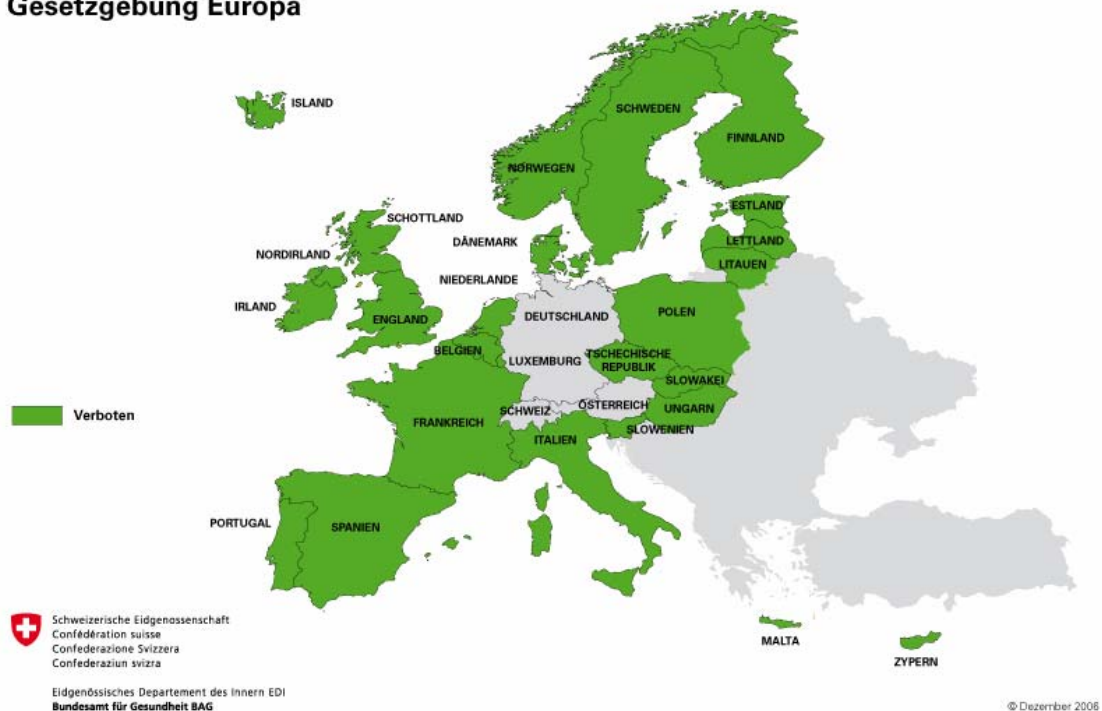 Gesetzgebung Europa
ISLAND
SCHWEDEN
FINNLAND
NORWEGEN
ESTLAND
SCHOTTLAND
DÄNEMARK
LETTLAND
NORDIRLAND
LITAUEN
NIEDERLANDE
IRLAND
POLEN
DEUTSCHLAND
ENGLAND
BELGIEN
TSCHECHISCHE
REPUBLIK
LUXEMBURG
SLOWAKEI
ÖSTERREICH
UNGARN
SCHWEIZ
Verboten
FRANKREICH
SLOWENIEN
ITALIEN
PORTUGAL
SPANIEN
Schweizerische Eidgenossenschaft
Confédération suisse
Confederazione Svizzera
Confederaziun svizra
MALTA
ZYPERN
Eidgenössisches Departement des Innern EDI
Bundesamt für Gesundheit BAG
© Dezember 2006